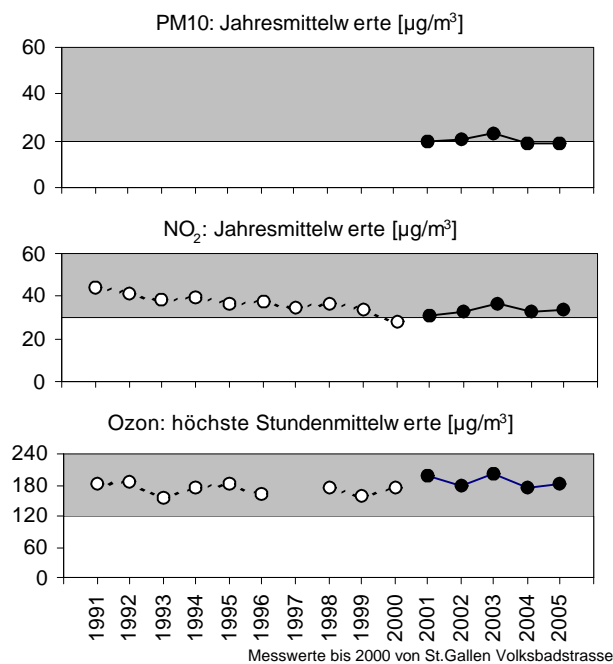 PM10: Jahresmittelw erte [µg/m³]
60
40
20
0
NO₂: Jahresmittelw erte [µg/m³]
60
40
20
0
Ozon: höchste Stundenmittelw erte [µg/m³]
240
180
120
60
0
1991 1992 1993 1994 1995 1996 1997 1998 1999 2000 2001 2002 2003 2004 2005
Messwerte bis 2000 von St.Gallen Volksbadstrasse